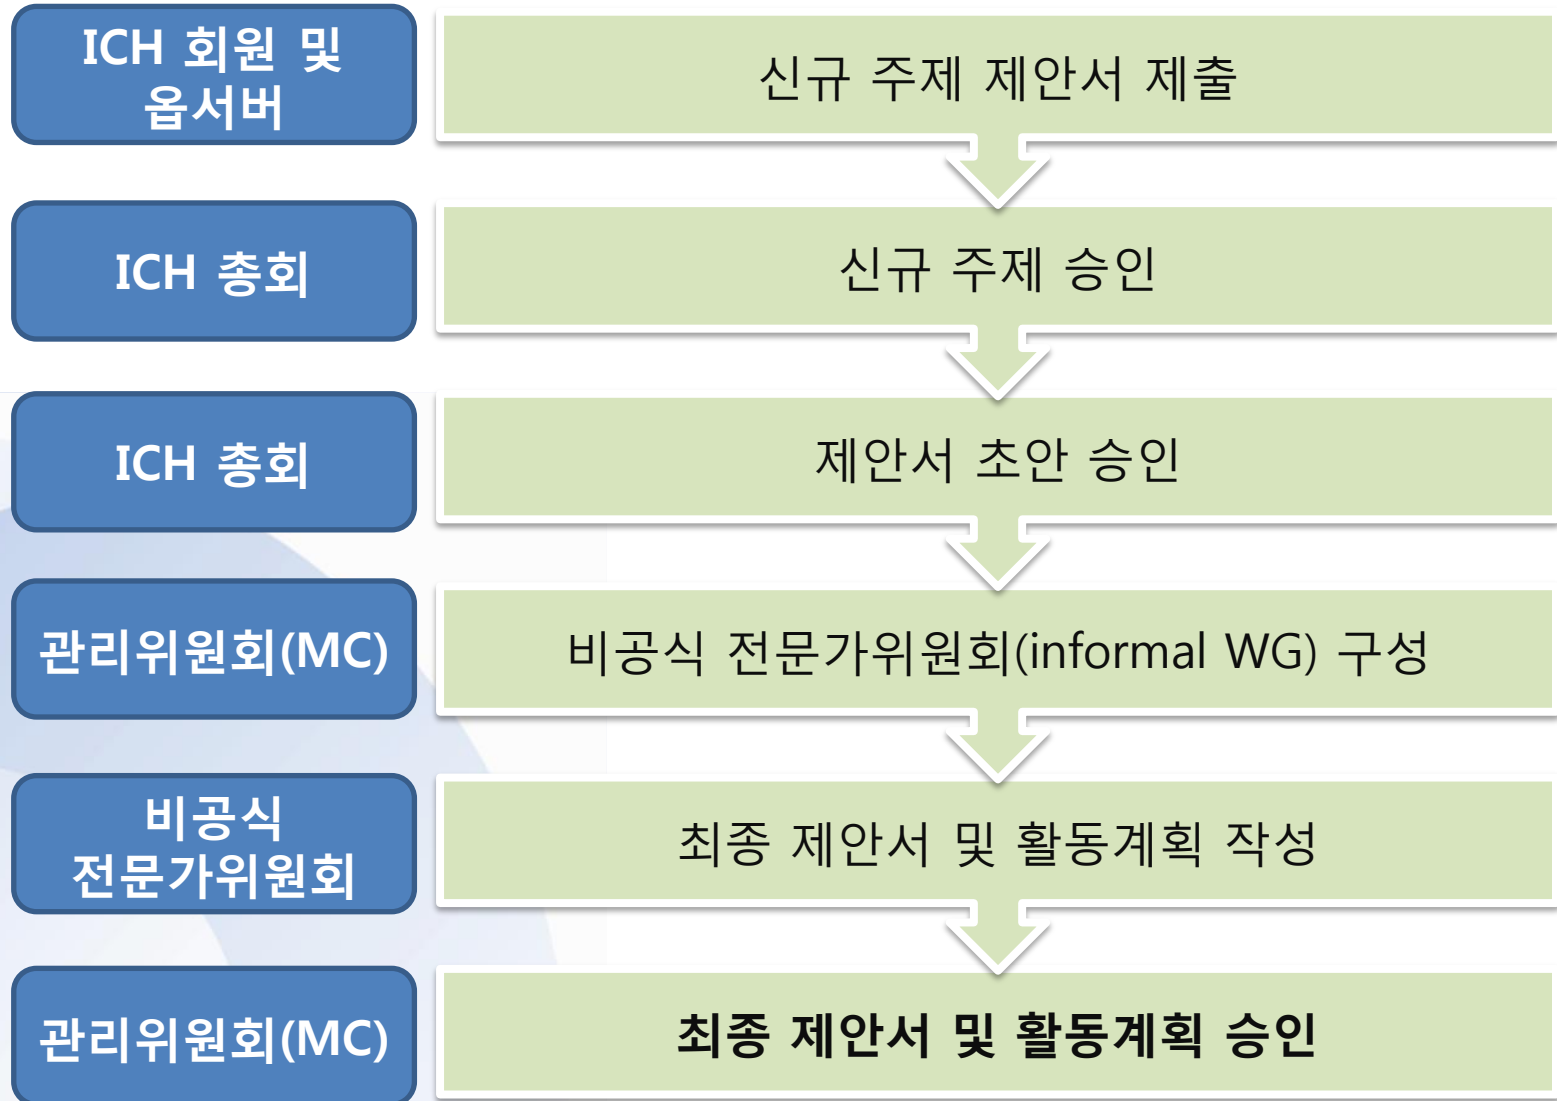 ICH 회원 및
옵서버
신규 주제 제안서 제출
ICH 총회
신규 주제 승인
ICH 총회
제안서 초안 승인
관리위원회(MC)
비공식 전문가위원회(informal WG) 구성
비공식
전문가위원회
최종 제안서 및 활동계획 작성
관리위원회(MC)
최종 제안서 및 활동계획 승인